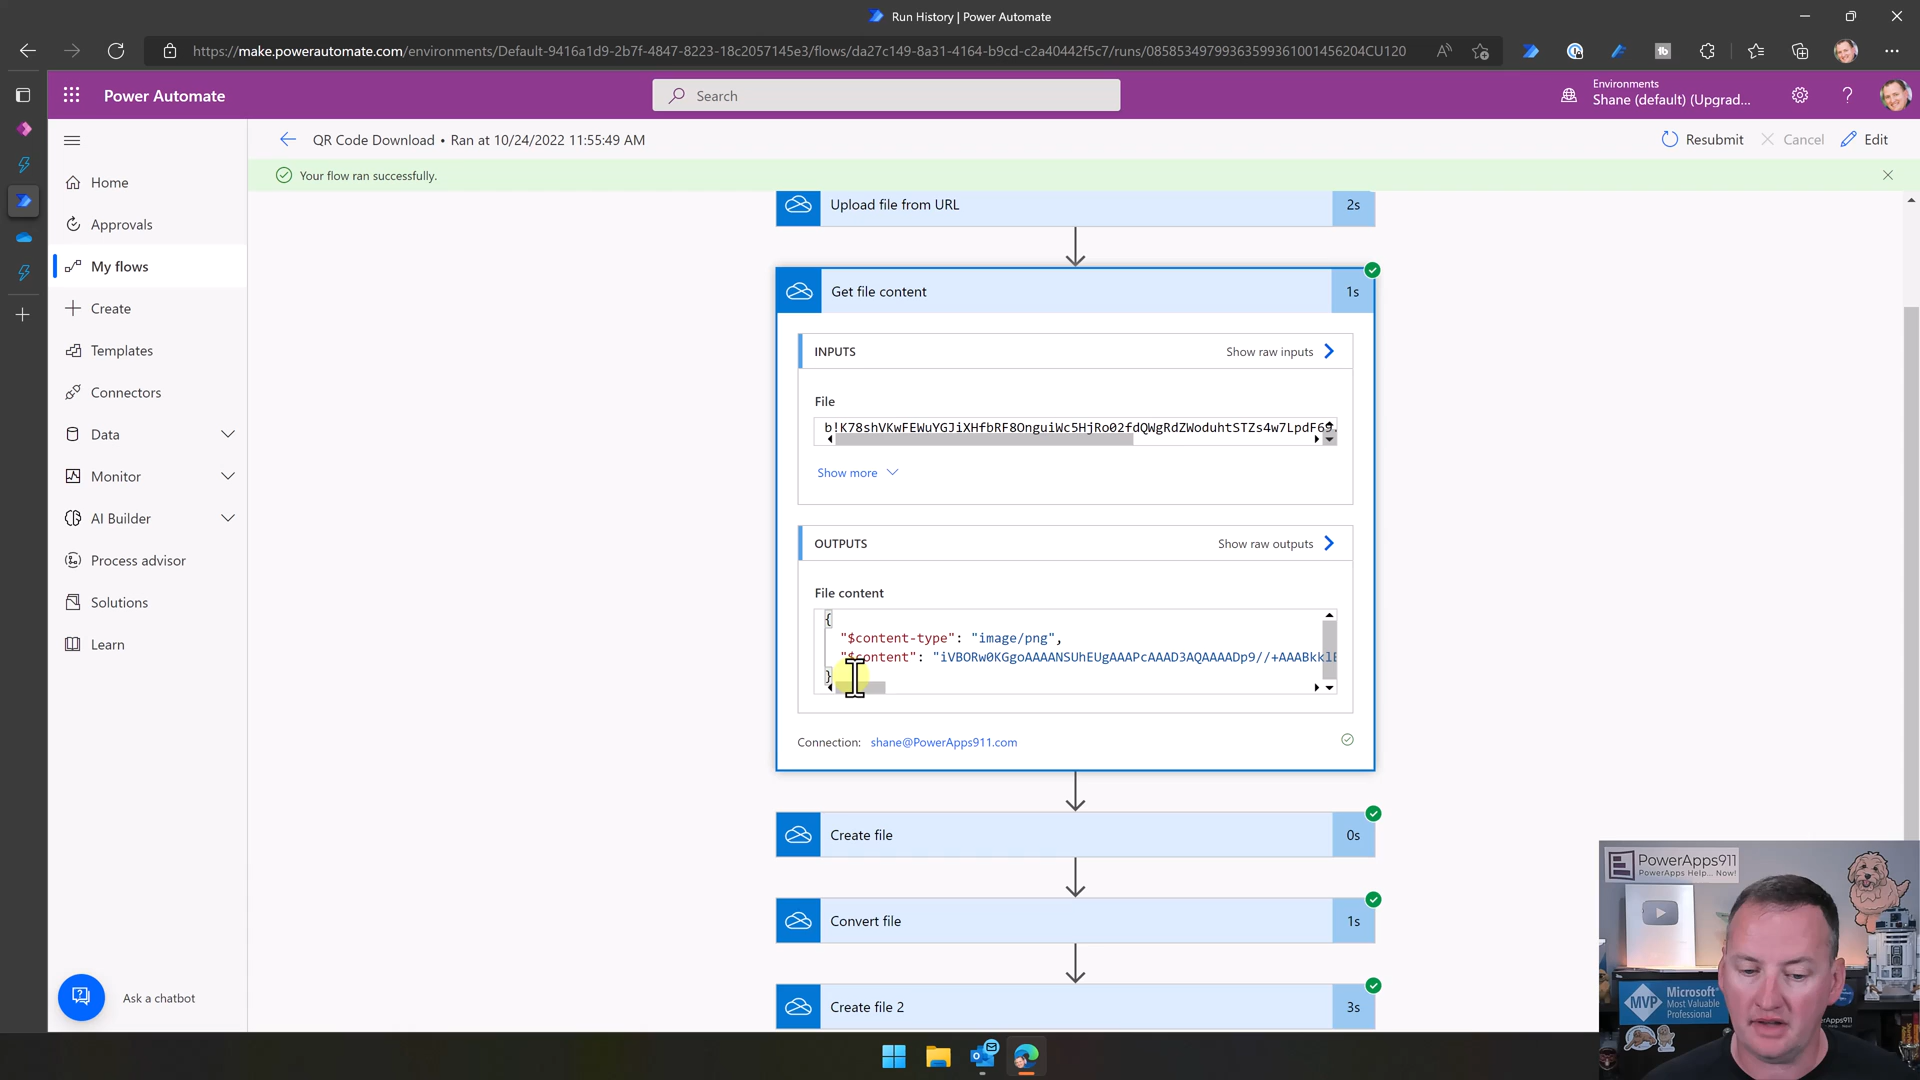 Run History | Power Automate
https://make.powerautomate.com/environments/Default-9416a1d9-2b7f-4847-8223-18c2057145e3/flows/da27c149-8a31-4164-b9cd-c2a40442f5c7/runs/08585349799363599361001456204CU120
Power Automate
Search
Environments
Shane (default) (Upgrad...
QR Code Download • Ran at 10/24/2022 11:55:49 AM
Resubmit
Cancel
Edit
Your flow ran successfully.
Home
Approvals
My flows
Create
Templates
Connectors
Data
Monitor
AI Builder
Process advisor
Solutions
Learn
Ask a chatbot
Upload file from URL
2s
Get file content
1s
INPUTS
Show raw inputs
File
b!K78shVKwFEWuYGJiXHfbRF8OnguiWc5HjRo02fdQWgRdZWoduhtSTZs4w7LpdF69.
Show more
OUTPUTS
Show raw outputs
File content
{
"$content-type": "image/png",
"$content": "iVBORw0KGgoAAAANSUhEUgAAAPcAAAD3AQAAAADp9//+AAABkklE
}
Connection: shane@PowerApps911.com
Create file
0s
Convert file
1s
Create file 2
3s
PowerApps911
PowerApps Help... Now!
MVP
Microsoft®
Most Valuable
Professional